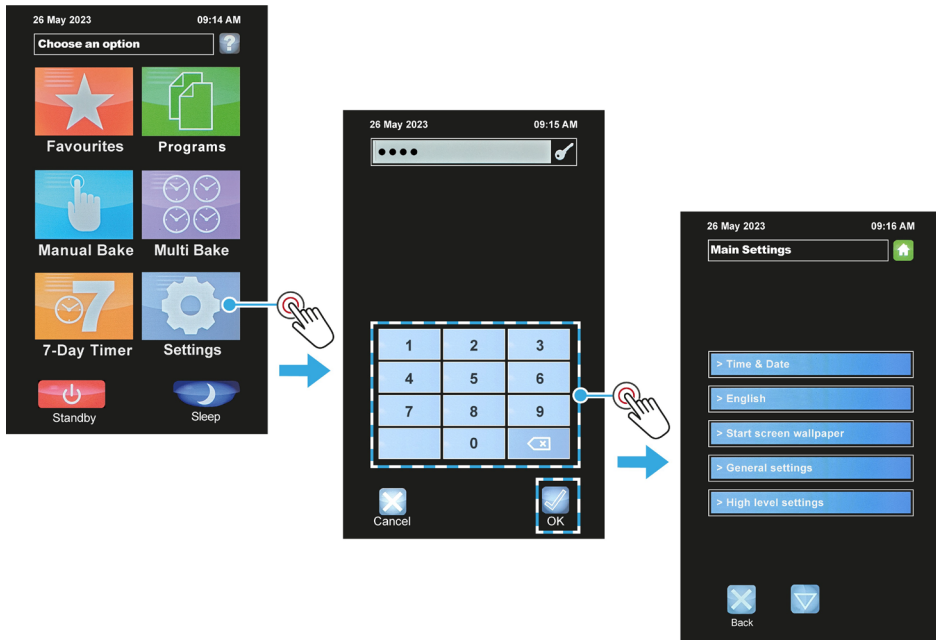 26 May 2023 09:14 AM
Choose an option ?
Favourites Programs
Manual Bake Multi Bake
7
7-Day Timer Settings
Standby Sleep
26 May 2023 09:15 AM
1 2 3
4 5 6
7 8 9
0
Cancel OK
26 May 2023 09:16 AM
Main Settings
> Time & Date
> English
> Start screen wallpaper
> General settings
> High level settings
Back